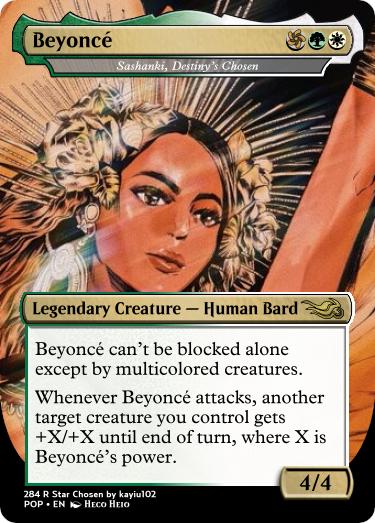 Beyoncé
Sashanki, Destiny's Chosen
Legendary Creature — Human Bard
Beyoncé can't be blocked alone
except by multicolored creatures.
Whenever Beyoncé attacks, another
target creature you control gets
+X/+X until end of turn, where X is
Beyoncé's power.
4/4
284 R Star Chosen by kayiu102
POP • EN Heco Heio